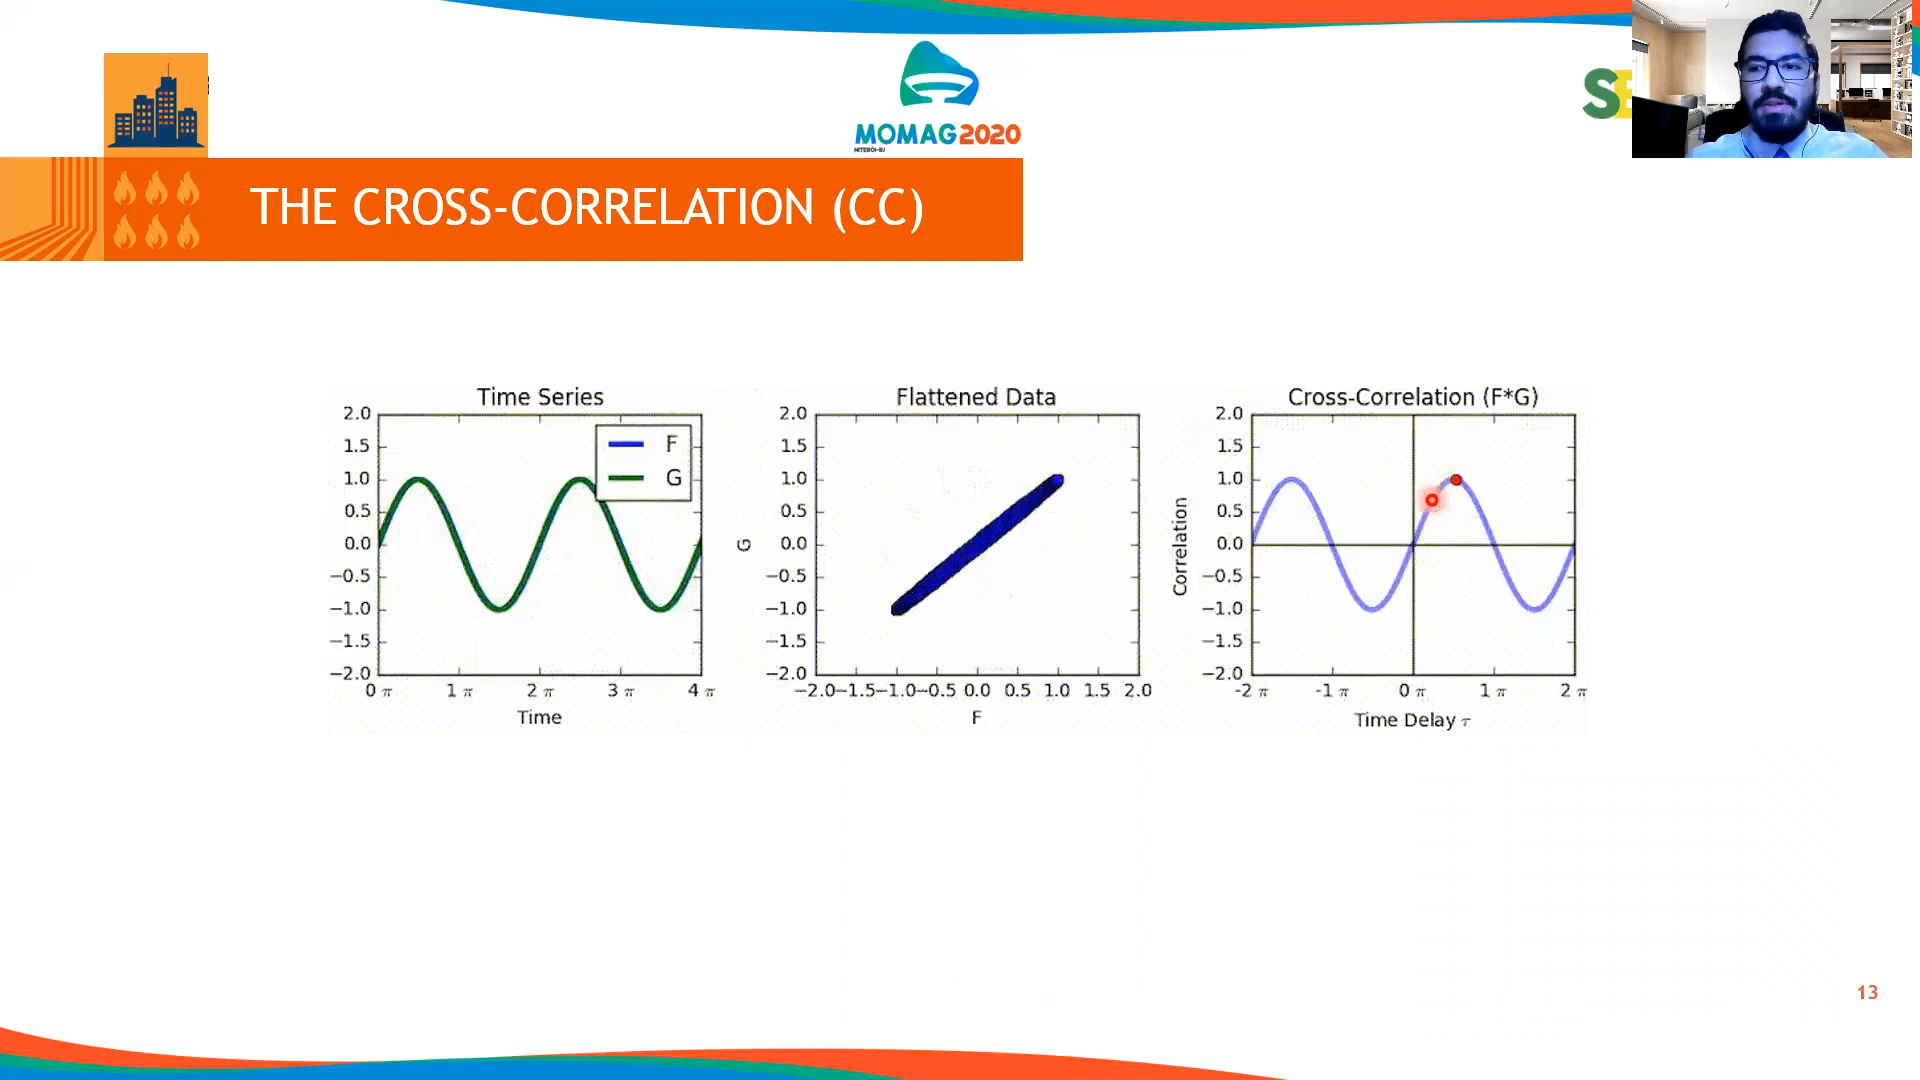 MOMAG2020
NITERÓI-RJ
SE
THE CROSS-CORRELATION (CC)
Time Series
2.0
1.5
1.0
0.5
0.0
−0.5
−1.0
−1.5
−2.0
F
G
0 π 1 π 2 π 3 π 4 π
Time
Flattened Data
2.0
1.5
1.0
0.5
0.0
−0.5
−1.0
−1.5
−2.0
G
−2.0−1.5−1.0−0.5 0.0 0.5 1.0 1.5 2.0
F
Cross-Correlation (F*G)
2.0
1.5
1.0
0.5
0.0
−0.5
−1.0
−1.5
−2.0
Correlation
-2 π -1 π 0 π 1 π 2 π
Time Delay τ
13